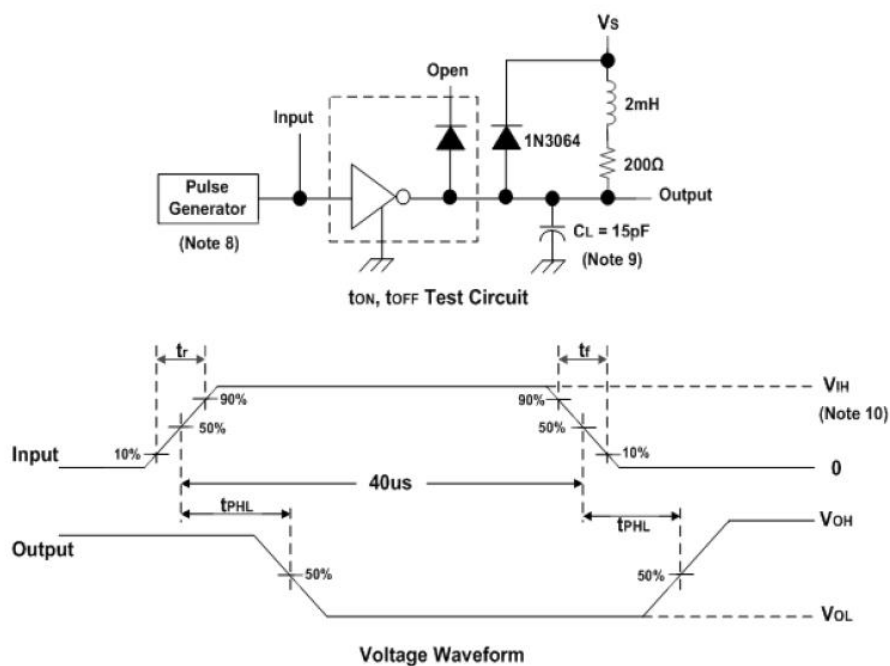 Vs
Open
2mH
Input
1N3064
200Ω
Pulse
Generator
Output
(Note 8)
CL = 15pF
(Note 9)
tON, tOFF Test Circuit
tr
tf
VIH
90%
90%
(Note 10)
50%
50%
Input
10%
10%
0
40us
tPHL
tPHL
VOH
Output
50%
50%
VOL
Voltage Waveform